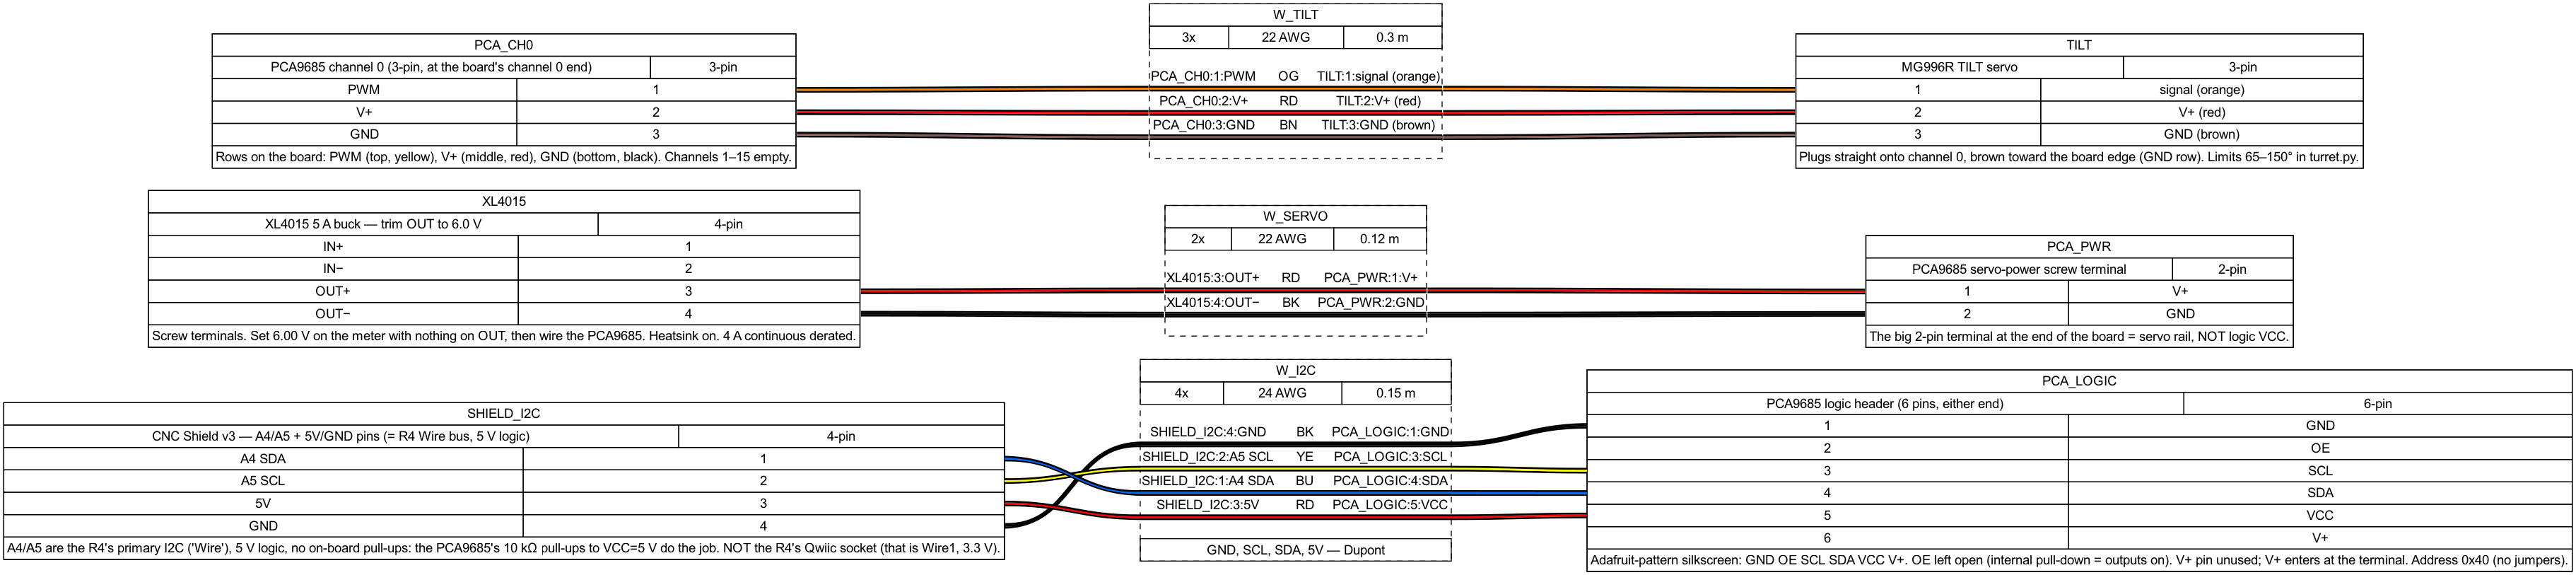 W_TILT
3x 22 AWG 0.3 m
PCA_CH0
PCA9685 channel 0 (3-pin, at the board's channel 0 end) 3-pin
PWM 1
V+ 2
GND 3
Rows on the board: PWM (top, yellow), V+ (middle, red), GND (bottom, black). Channels 1–15 empty.
PCA_CH0:1:PWM OG TILT:1:signal (orange)
PCA_CH0:2:V+ RD TILT:2:V+ (red)
PCA_CH0:3:GND BN TILT:3:GND (brown)
TILT
MG996R TILT servo 3-pin
1 signal (orange)
2 V+ (red)
3 GND (brown)
Plugs straight onto channel 0, brown toward the board edge (GND row). Limits 65–150° in turret.py.
XL4015
XL4015 5 A buck — trim OUT to 6.0 V 4-pin
IN+ 1
IN− 2
OUT+ 3
OUT− 4
Screw terminals. Set 6.00 V on the meter with nothing on OUT, then wire the PCA9685. Heatsink on. 4 A continuous derated.
W_SERVO
2x 22 AWG 0.12 m
XL4015:3:OUT+ RD PCA_PWR:1:V+
XL4015:4:OUT− BK PCA_PWR:2:GND
PCA_PWR
PCA9685 servo-power screw terminal 2-pin
1 V+
2 GND
The big 2-pin terminal at the end of the board = servo rail, NOT logic VCC.
SHIELD_I2C
CNC Shield v3 — A4/A5 + 5V/GND pins (= R4 Wire bus, 5 V logic) 4-pin
A4 SDA 1
A5 SCL 2
5V 3
GND 4
A4/A5 are the R4's primary I2C ('Wire'), 5 V logic, no on-board pull-ups: the PCA9685's 10 kΩ pull-ups to VCC=5 V do the job. NOT the R4's Qwiic socket (that is Wire1, 3.3 V).
W_I2C
4x 24 AWG 0.15 m
SHIELD_I2C:4:GND BK PCA_LOGIC:1:GND
SHIELD_I2C:2:A5 SCL YE PCA_LOGIC:3:SCL
SHIELD_I2C:1:A4 SDA BU PCA_LOGIC:4:SDA
SHIELD_I2C:3:5V RD PCA_LOGIC:5:VCC
GND, SCL, SDA, 5V — Dupont
PCA_LOGIC
PCA9685 logic header (6 pins, either end) 6-pin
1 GND
2 OE
3 SCL
4 SDA
5 VCC
6 V+
Adafruit-pattern silkscreen: GND OE SCL SDA VCC V+. OE left open (internal pull-down = outputs on). V+ pin unused; V+ enters at the terminal. Address 0x40 (no jumpers).